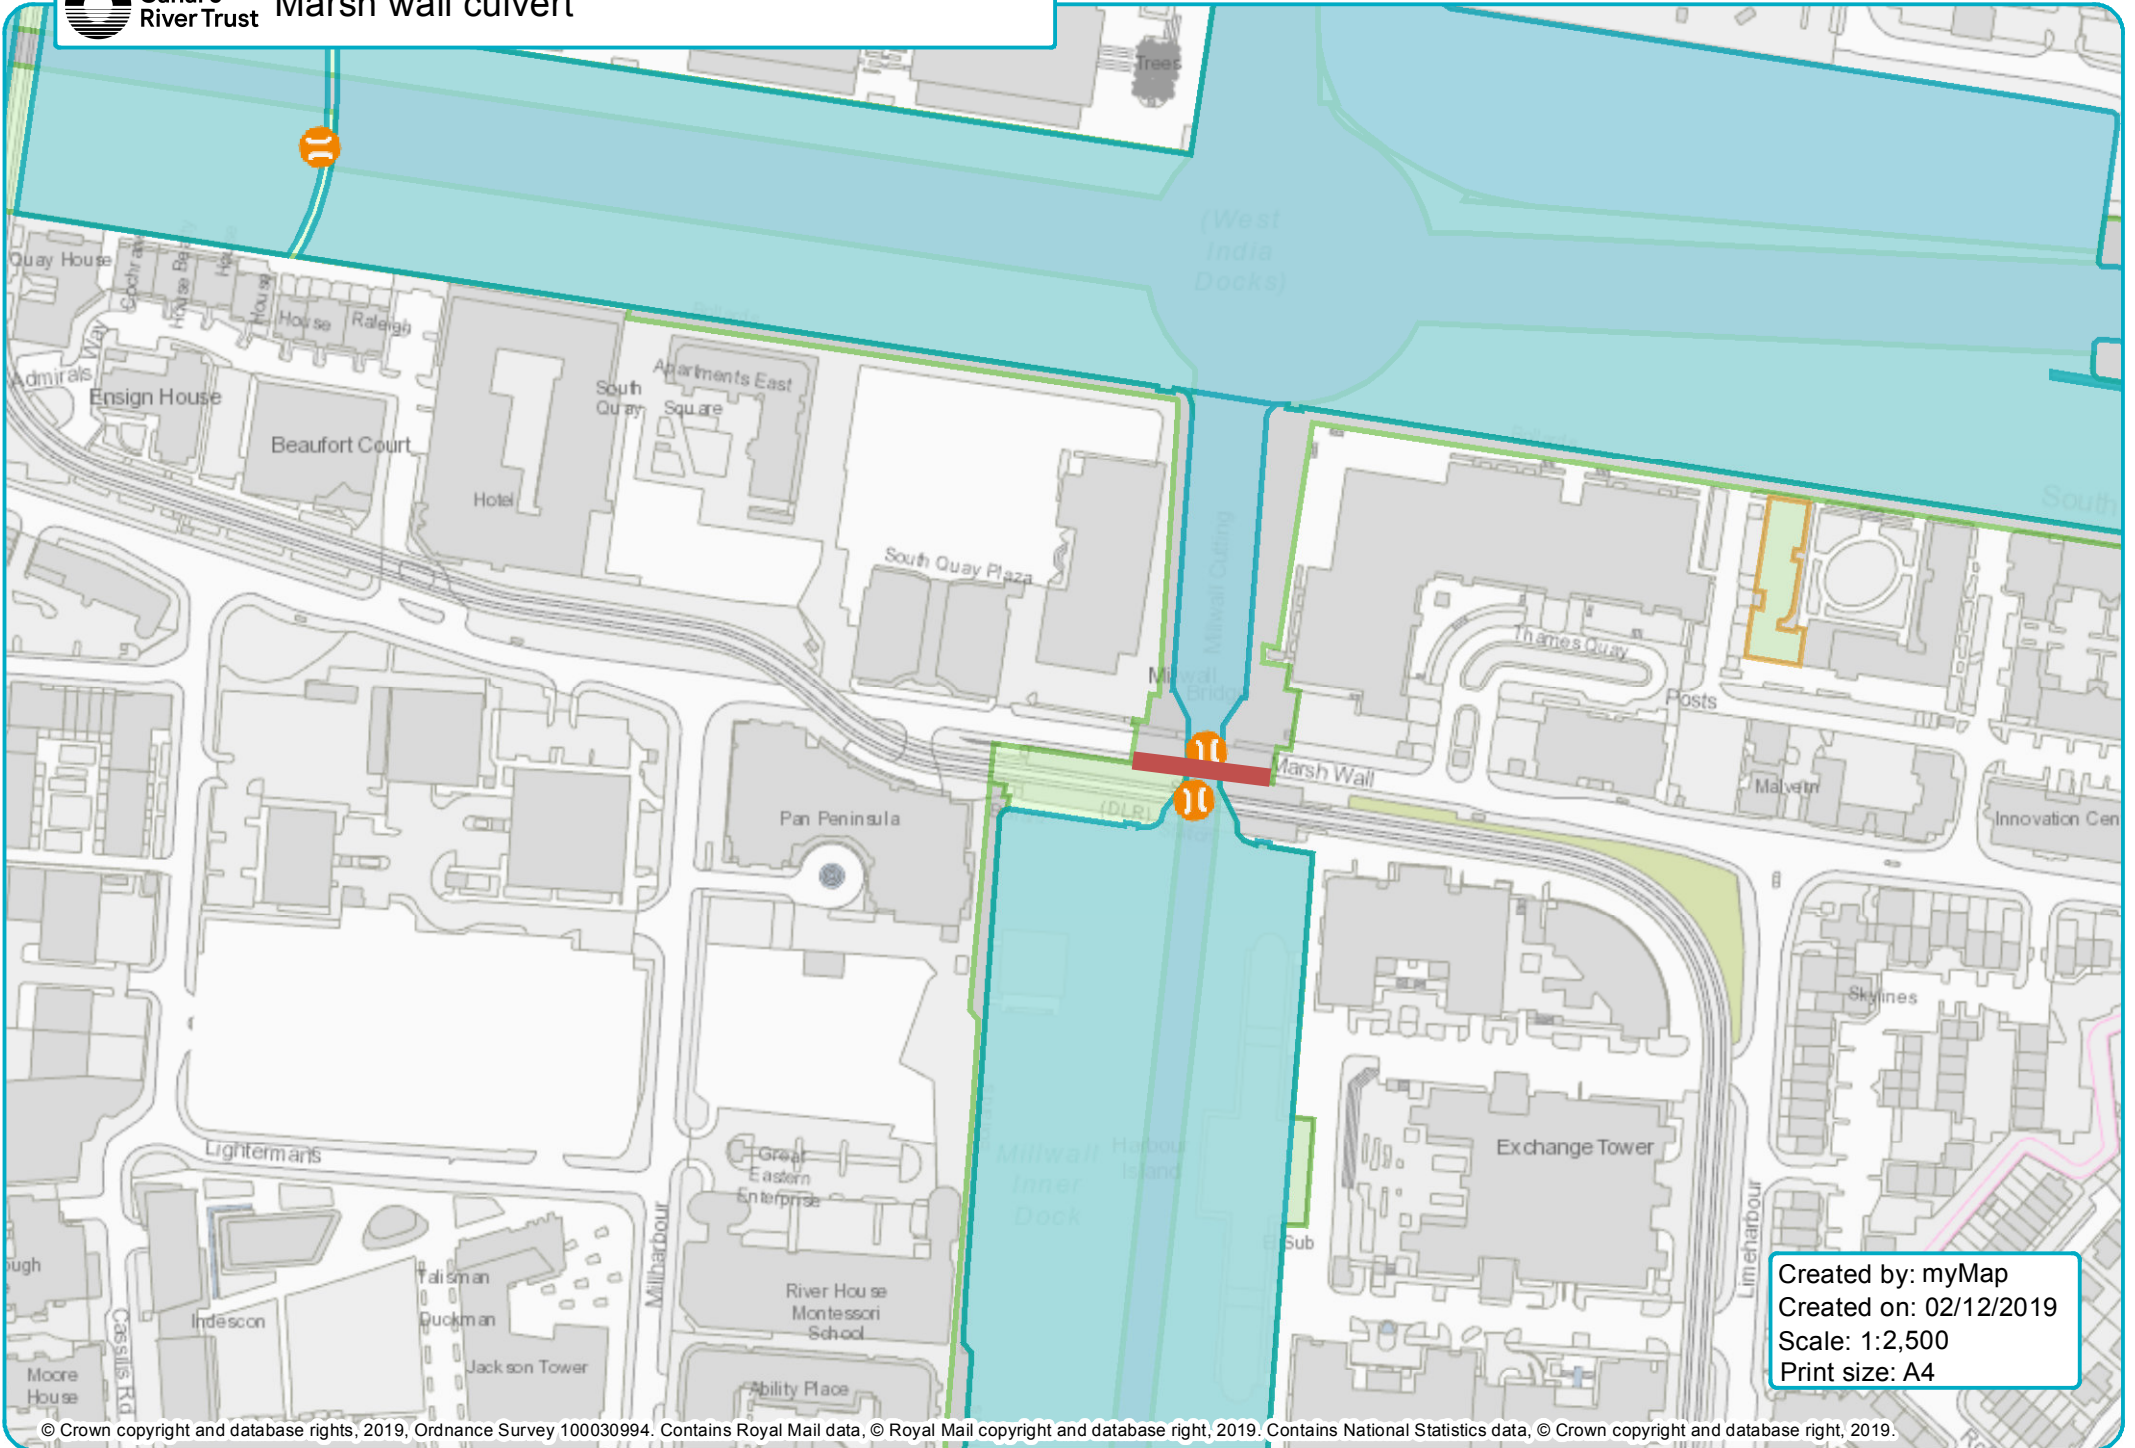 River Trust
Marsh wall culvert
Trees
(West
India
Docks)
Quay House
House
House
House
House
Raleigh
Admirals
Way
Ensign House
Beaufort Court
Hotel
South
Quay
Square
Apartments East
South Quay Plaza
Millwall Cutting
South
Thames Quay
Posts
Millwall
Bridge
Marsh Wall
Malvern
Innovation Cen
(DLR)
Pan Peninsula
Skylines
Lightermans
Great
Eastern
Enterprise
Millwall
Inner
Dock
Harbour
Island
Exchange Tower
El Sub
Limeharbour
Millharbour
River House
Montessori
School
Talisman
Duckman
Indescon
Jackson Tower
Ability Place
Cassilis Rd
Moore
House
ough
Created by: myMap
Created on: 02/12/2019
Scale: 1:2,500
Print size: A4
© Crown copyright and database rights, 2019, Ordnance Survey 100030994. Contains Royal Mail data, © Royal Mail copyright and database right, 2019. Contains National Statistics data, © Crown copyright and database right, 2019.